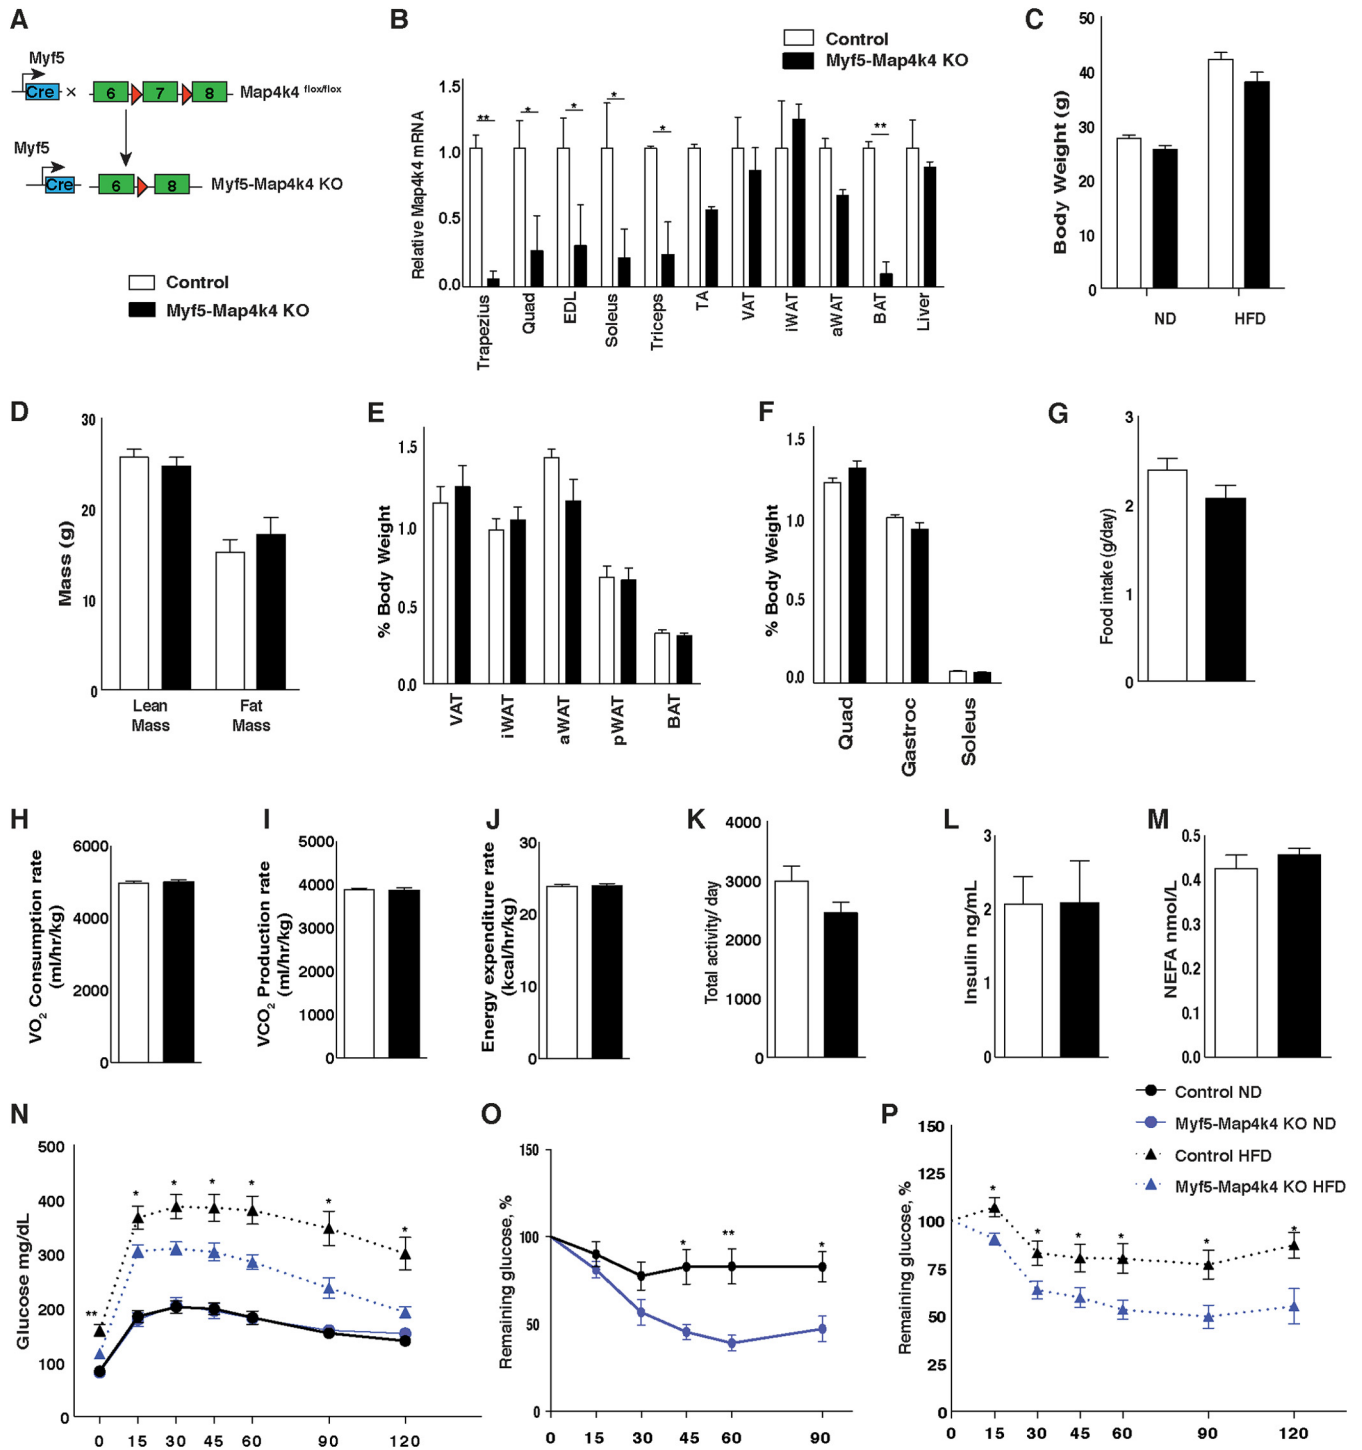 A
Myf5
Cre × 6 7 8 Map4k4 flox/flox
Myf5
Cre 6 8 Myf5-Map4k4 KO
Control
Myf5-Map4k4 KO
B
Control
Myf5-Map4k4 KO
Relative Map4k4 mRNA
1.5
1.0
0.5
0.0
** * * * * **
Trapezius Quad EDL Soleus Triceps TA VAT iWAT aWAT BAT Liver
C
Body Weight (g)
50
40
30
20
10
0
ND HFD
D
Mass (g)
30
20
10
0
Lean Mass
Fat Mass
E
% Body Weight
1.5
1.0
0.5
0.0
VAT iWAT aWAT pWAT BAT
F
% Body Weight
1.5
1.0
0.5
0.0
Quad Gastroc Soleus
G
Food intake (g/day)
3
2
1
0
H
VO2 Consumption rate
(ml/hr/kg)
6000
4000
2000
0
I
VCO2 Production rate
(ml/hr/kg)
5000
4000
3000
2000
1000
0
J
Energy expenditure rate
(kcal/hr/kg)
30
20
10
0
K
Total activity/ day
4000
3000
2000
1000
0
L
Insulin ng/mL
3
2
1
0
M
NEFA nmol/L
0.5
0.4
0.3
0.2
0.1
0.0
Control ND
Myf5-Map4k4 KO ND
Control HFD
Myf5-Map4k4 KO HFD
N
Glucose mg/dL
500
400
300
200
100
0
** * * * * * *
0 15 30 45 60 90 120
O
Remaining glucose, %
150
100
50
0
* ** *
0 15 30 45 60 90
P
Remaining glucose, %
150
125
100
75
50
25
0
* * * * * *
0 15 30 45 60 90 120